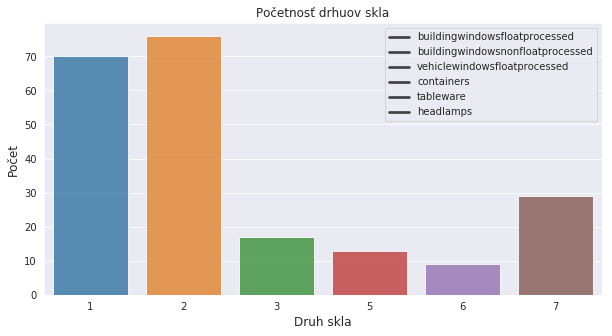 Početnosť drhuov skla
buildingwindowsfloatprocessed
buildingwindowsnonfloatprocessed
vehiclewindowsfloatprocessed
containers
tableware
headlamps
Počet
70
60
50
40
30
20
10
0
1 2 3 5 6 7
Druh skla